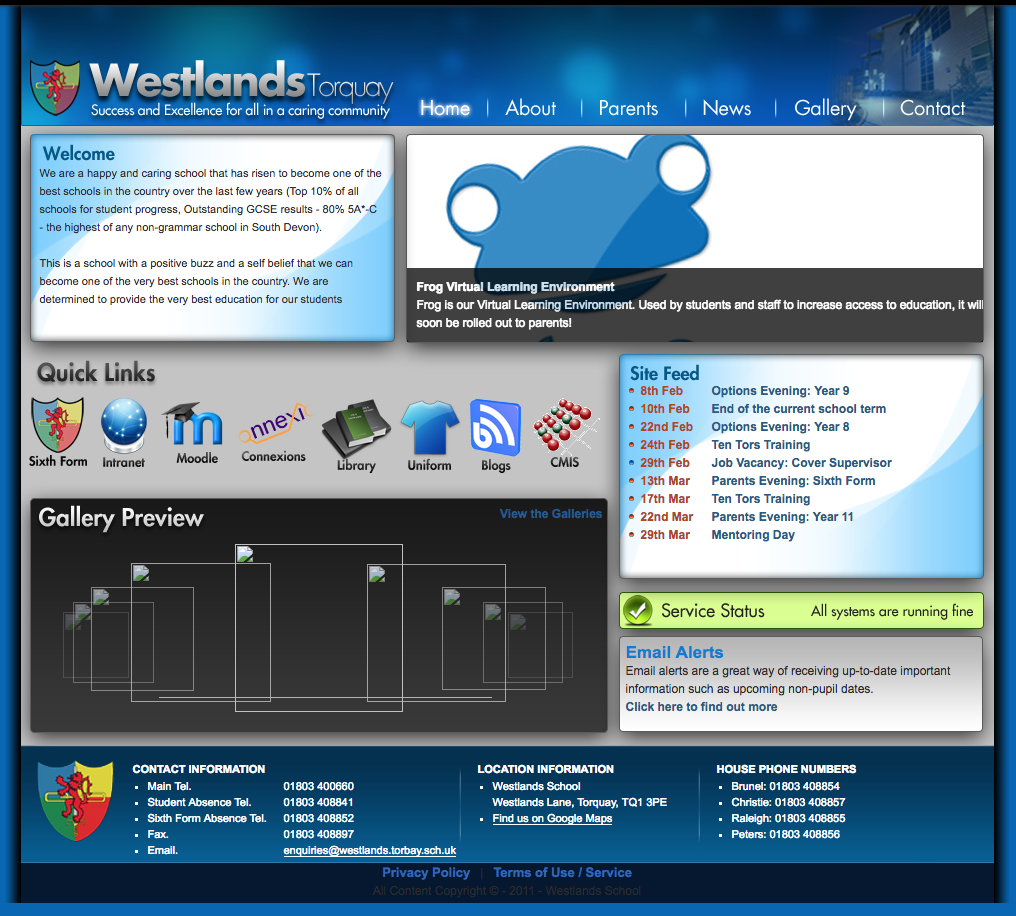 Westlands Torquay
Success and Excellence for all in a caring community
Home | About | Parents | News | Gallery | Contact
Welcome
We are a happy and caring school that has risen to become one of the
best schools in the country over the last few years (Top 10% of all
schools for student progress, Outstanding GCSE results - 80% 5A*-C
- the highest of any non-grammar school in South Devon).
This is a school with a positive buzz and a self belief that we can
become one of the very best schools in the country. We are
determined to provide the very best education for our students
Frog Virtual Learning Environment
Frog is our Virtual Learning Environment. Used by students and staff to increase access to education, it will
soon be rolled out to parents!
Quick Links
onnexi
Sixth Form
Intranet
Moodle
Connexions
Library
Uniform
Blogs
CMIS
Site Feed
8th Feb Options Evening: Year 9
10th Feb End of the current school term
22nd Feb Options Evening: Year 8
24th Feb Ten Tors Training
29th Feb Job Vacancy: Cover Supervisor
13th Mar Parents Evening: Sixth Form
17th Mar Ten Tors Training
22nd Mar Parents Evening: Year 11
29th Mar Mentoring Day
Gallery Preview
View the Galleries
Service Status All systems are running fine
Email Alerts
Email alerts are a great way of receiving up-to-date important
information such as upcoming non-pupil dates.
Click here to find out more
CONTACT INFORMATION
Main Tel. 01803 400660
Student Absence Tel. 01803 408841
Sixth Form Absence Tel. 01803 408852
Fax. 01803 408897
Email. enquiries@westlands.torbay.sch.uk
LOCATION INFORMATION
Westlands School
Westlands Lane, Torquay, TQ1 3PE
Find us on Google Maps
HOUSE PHONE NUMBERS
Brunel: 01803 408854
Christie: 01803 408857
Raleigh: 01803 408855
Peters: 01803 408856
Privacy Policy | Terms of Use / Service
All Content Copyright © - 2011 - Westlands School